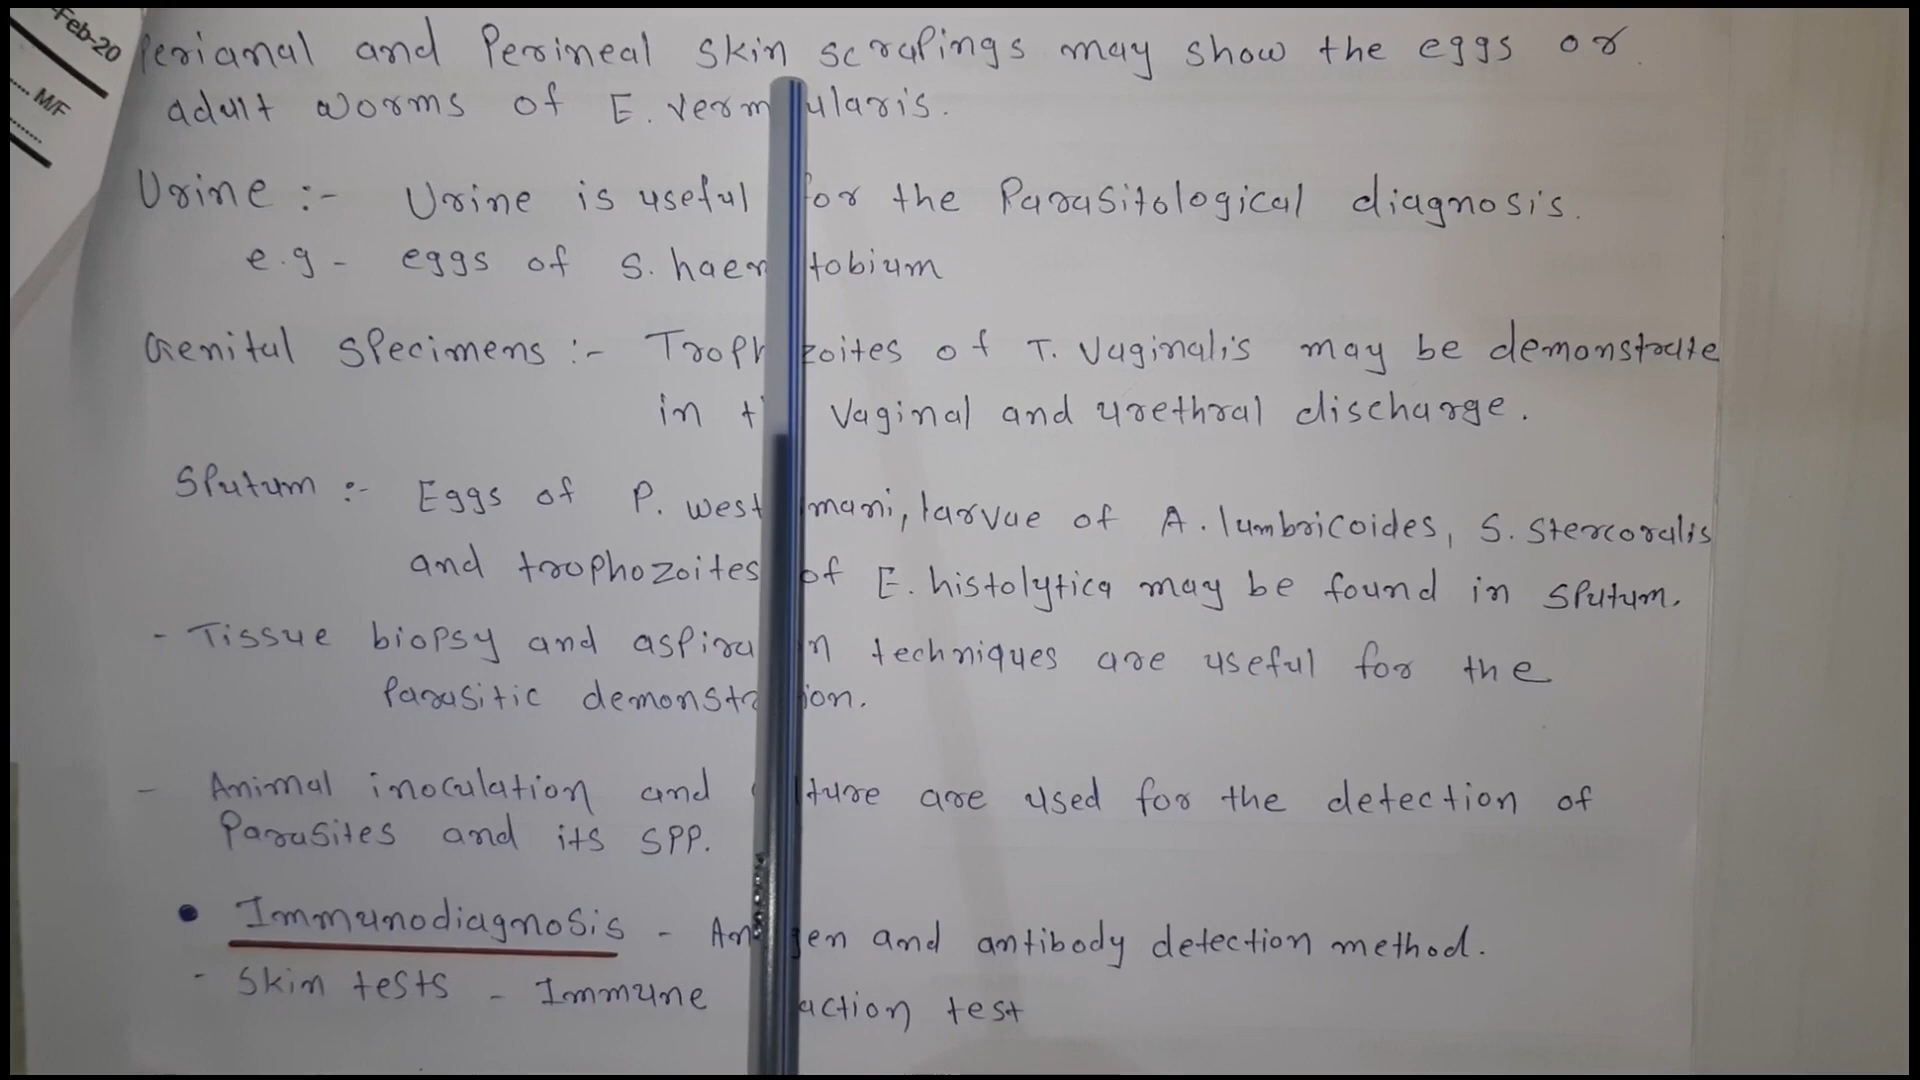 Feb-20
M/F
Perianal and Perineal skin scrapings may show the eggs or
adult worms of E. verm ularis.
Urine :- Urine is useful for the Parasitological diagnosis.
e.g - eggs of S. haem tobium
Genital specimens :- Troph zoites of T. vaginalis may be demonstrate
in t vaginal and urethral discharge.
Sputum :- Eggs of P. west mani, larvae of A. lumbricoides, S. stercoralis
and trophozoites of E. histolytica may be found in sputum.
- Tissue biopsy and aspira n techniques are useful for the
Parasitic demonstra ion.
- Animal inoculation and lture are used for the detection of
Parasites and its SPP.
• Immunodiagnosis - An gen and antibody detection method.
- Skin tests - Immune action test